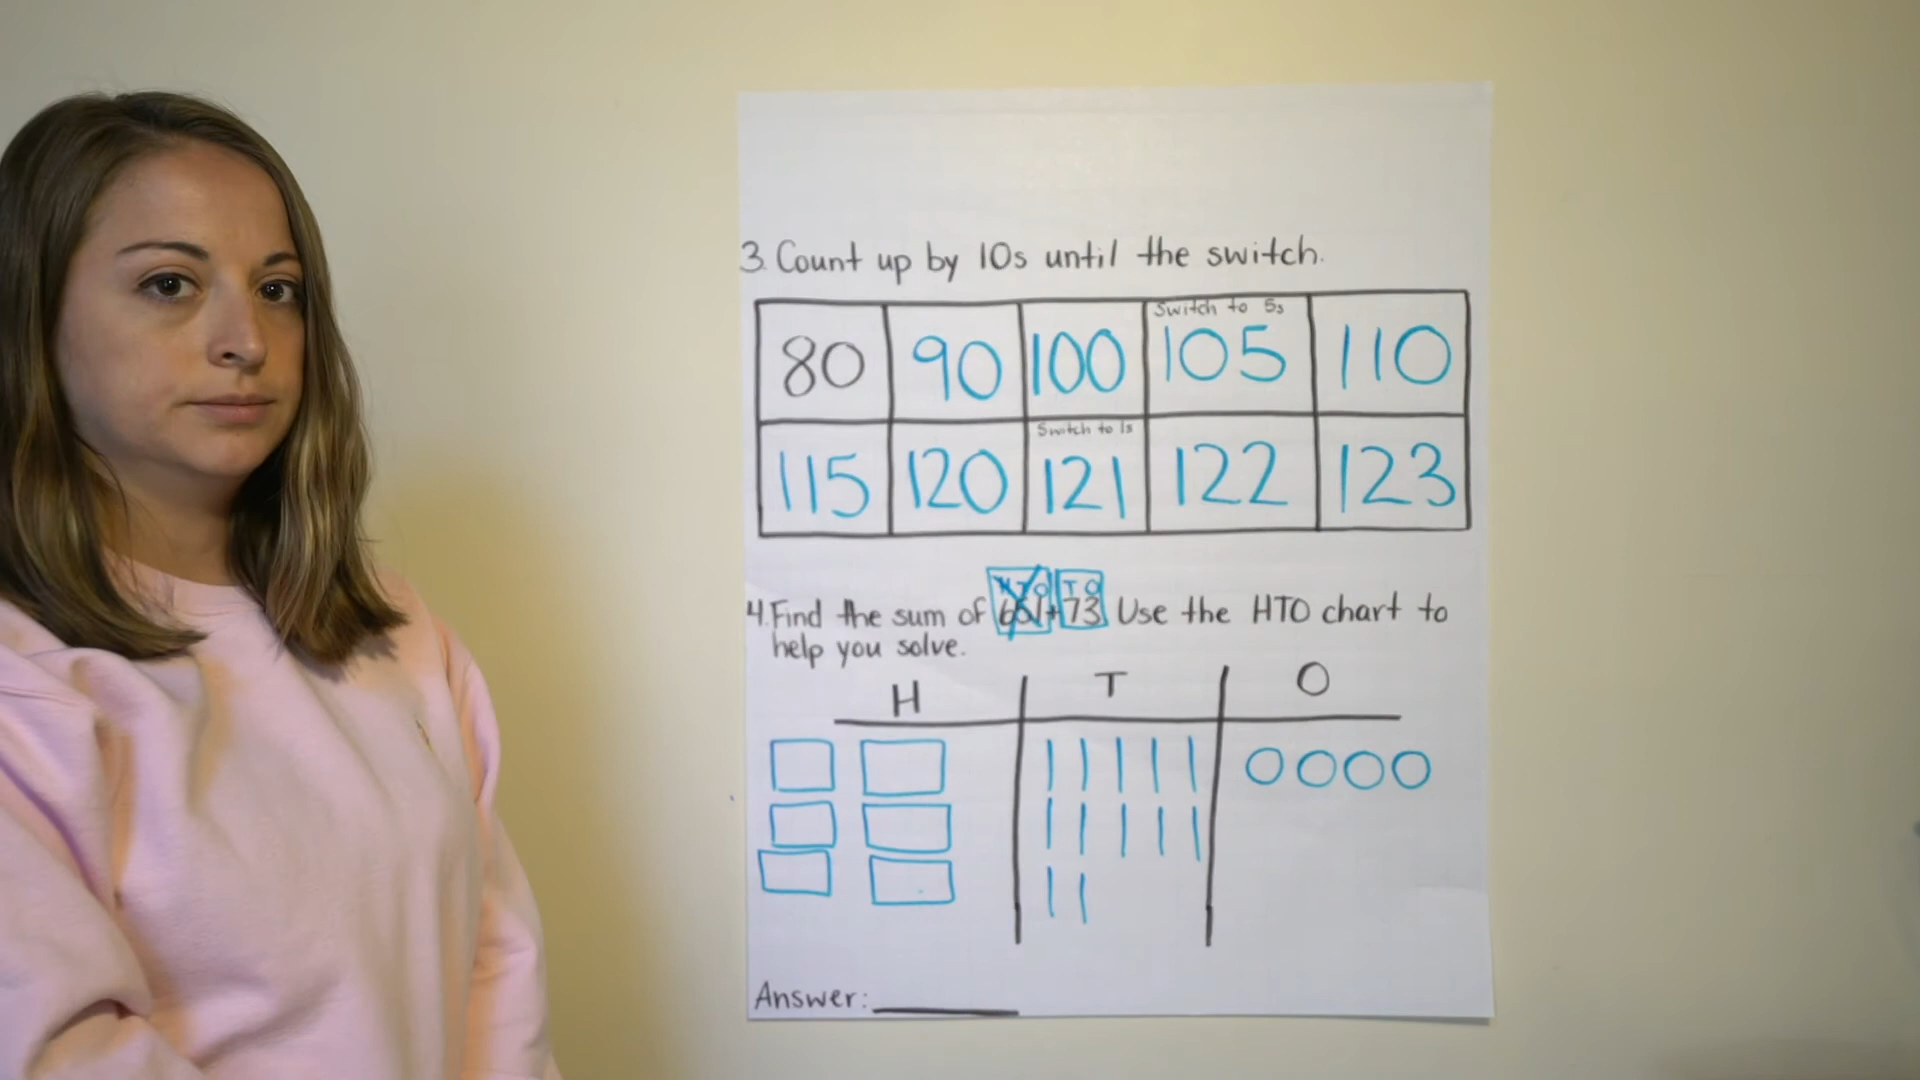 3. Count up by 10s until the switch.
Switch to 5s
80 90 100 105 110
Switch to 1s
115 120 121 122 123
H T O T O
4. Find the sum of 651+73. Use the HTO chart to
help you solve.
H T O
Answer: